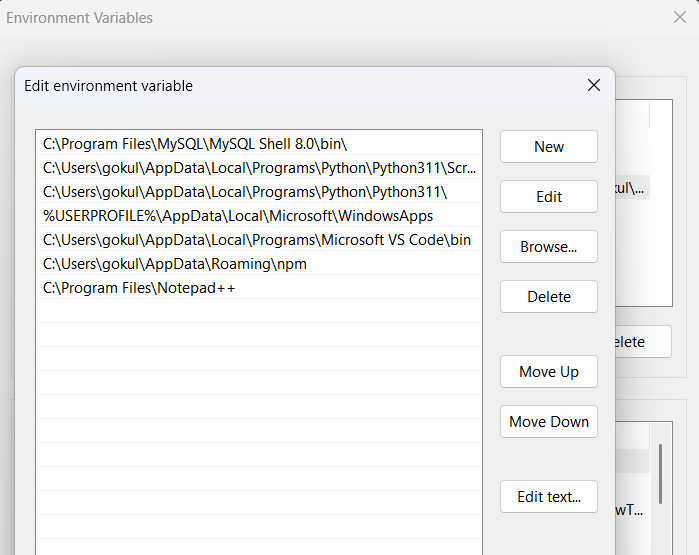 Environment Variables
Edit environment variable
C:\Program Files\MySQL\MySQL Shell 8.0\bin\
C:\Users\gokul\AppData\Local\Programs\Python\Python311\Scr...
C:\Users\gokul\AppData\Local\Programs\Python\Python311\
%USERPROFILE%\AppData\Local\Microsoft\WindowsApps
C:\Users\gokul\AppData\Local\Programs\Microsoft VS Code\bin
C:\Users\gokul\AppData\Roaming\npm
C:\Program Files\Notepad++
New
Edit
Browse...
Delete
Move Up
Move Down
Edit text...
kul\...
elete
wT...